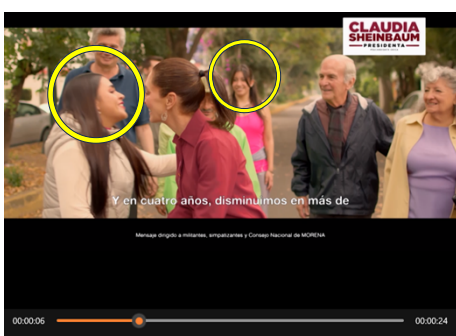 CLAUDIA
SHEINBAUM
PRESIDENTA
Y en cuatro años, disminuimos en más de
Mensaje dirigido a militantes, simpatizantes y Consejo Nacional de MORENA
00:00:06
00:00:24